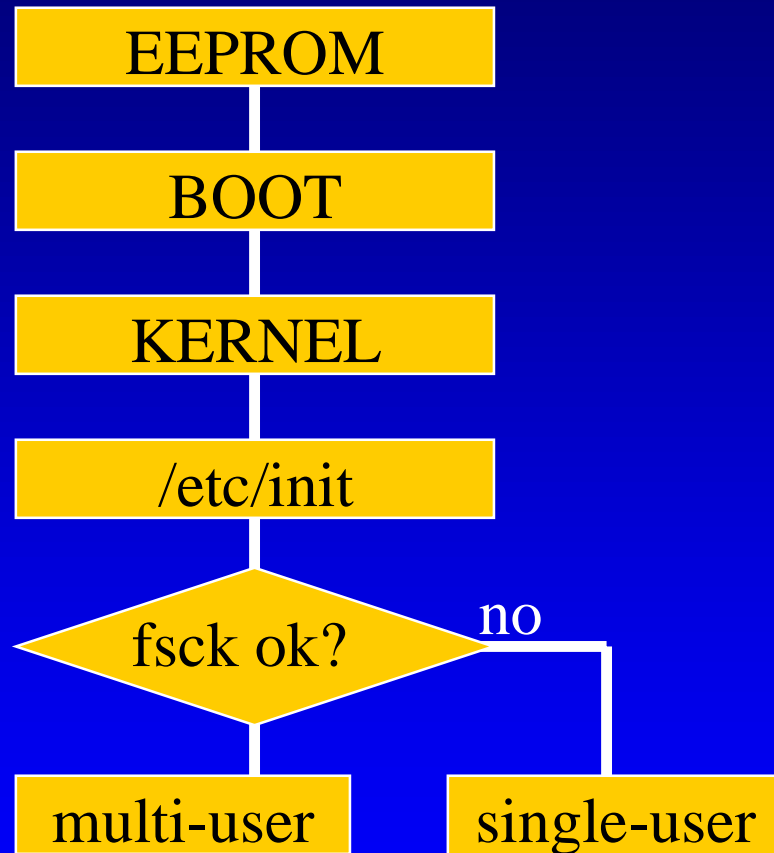 EEPROM
BOOT
KERNEL
/etc/init
fsck ok?
no
multi-user
single-user